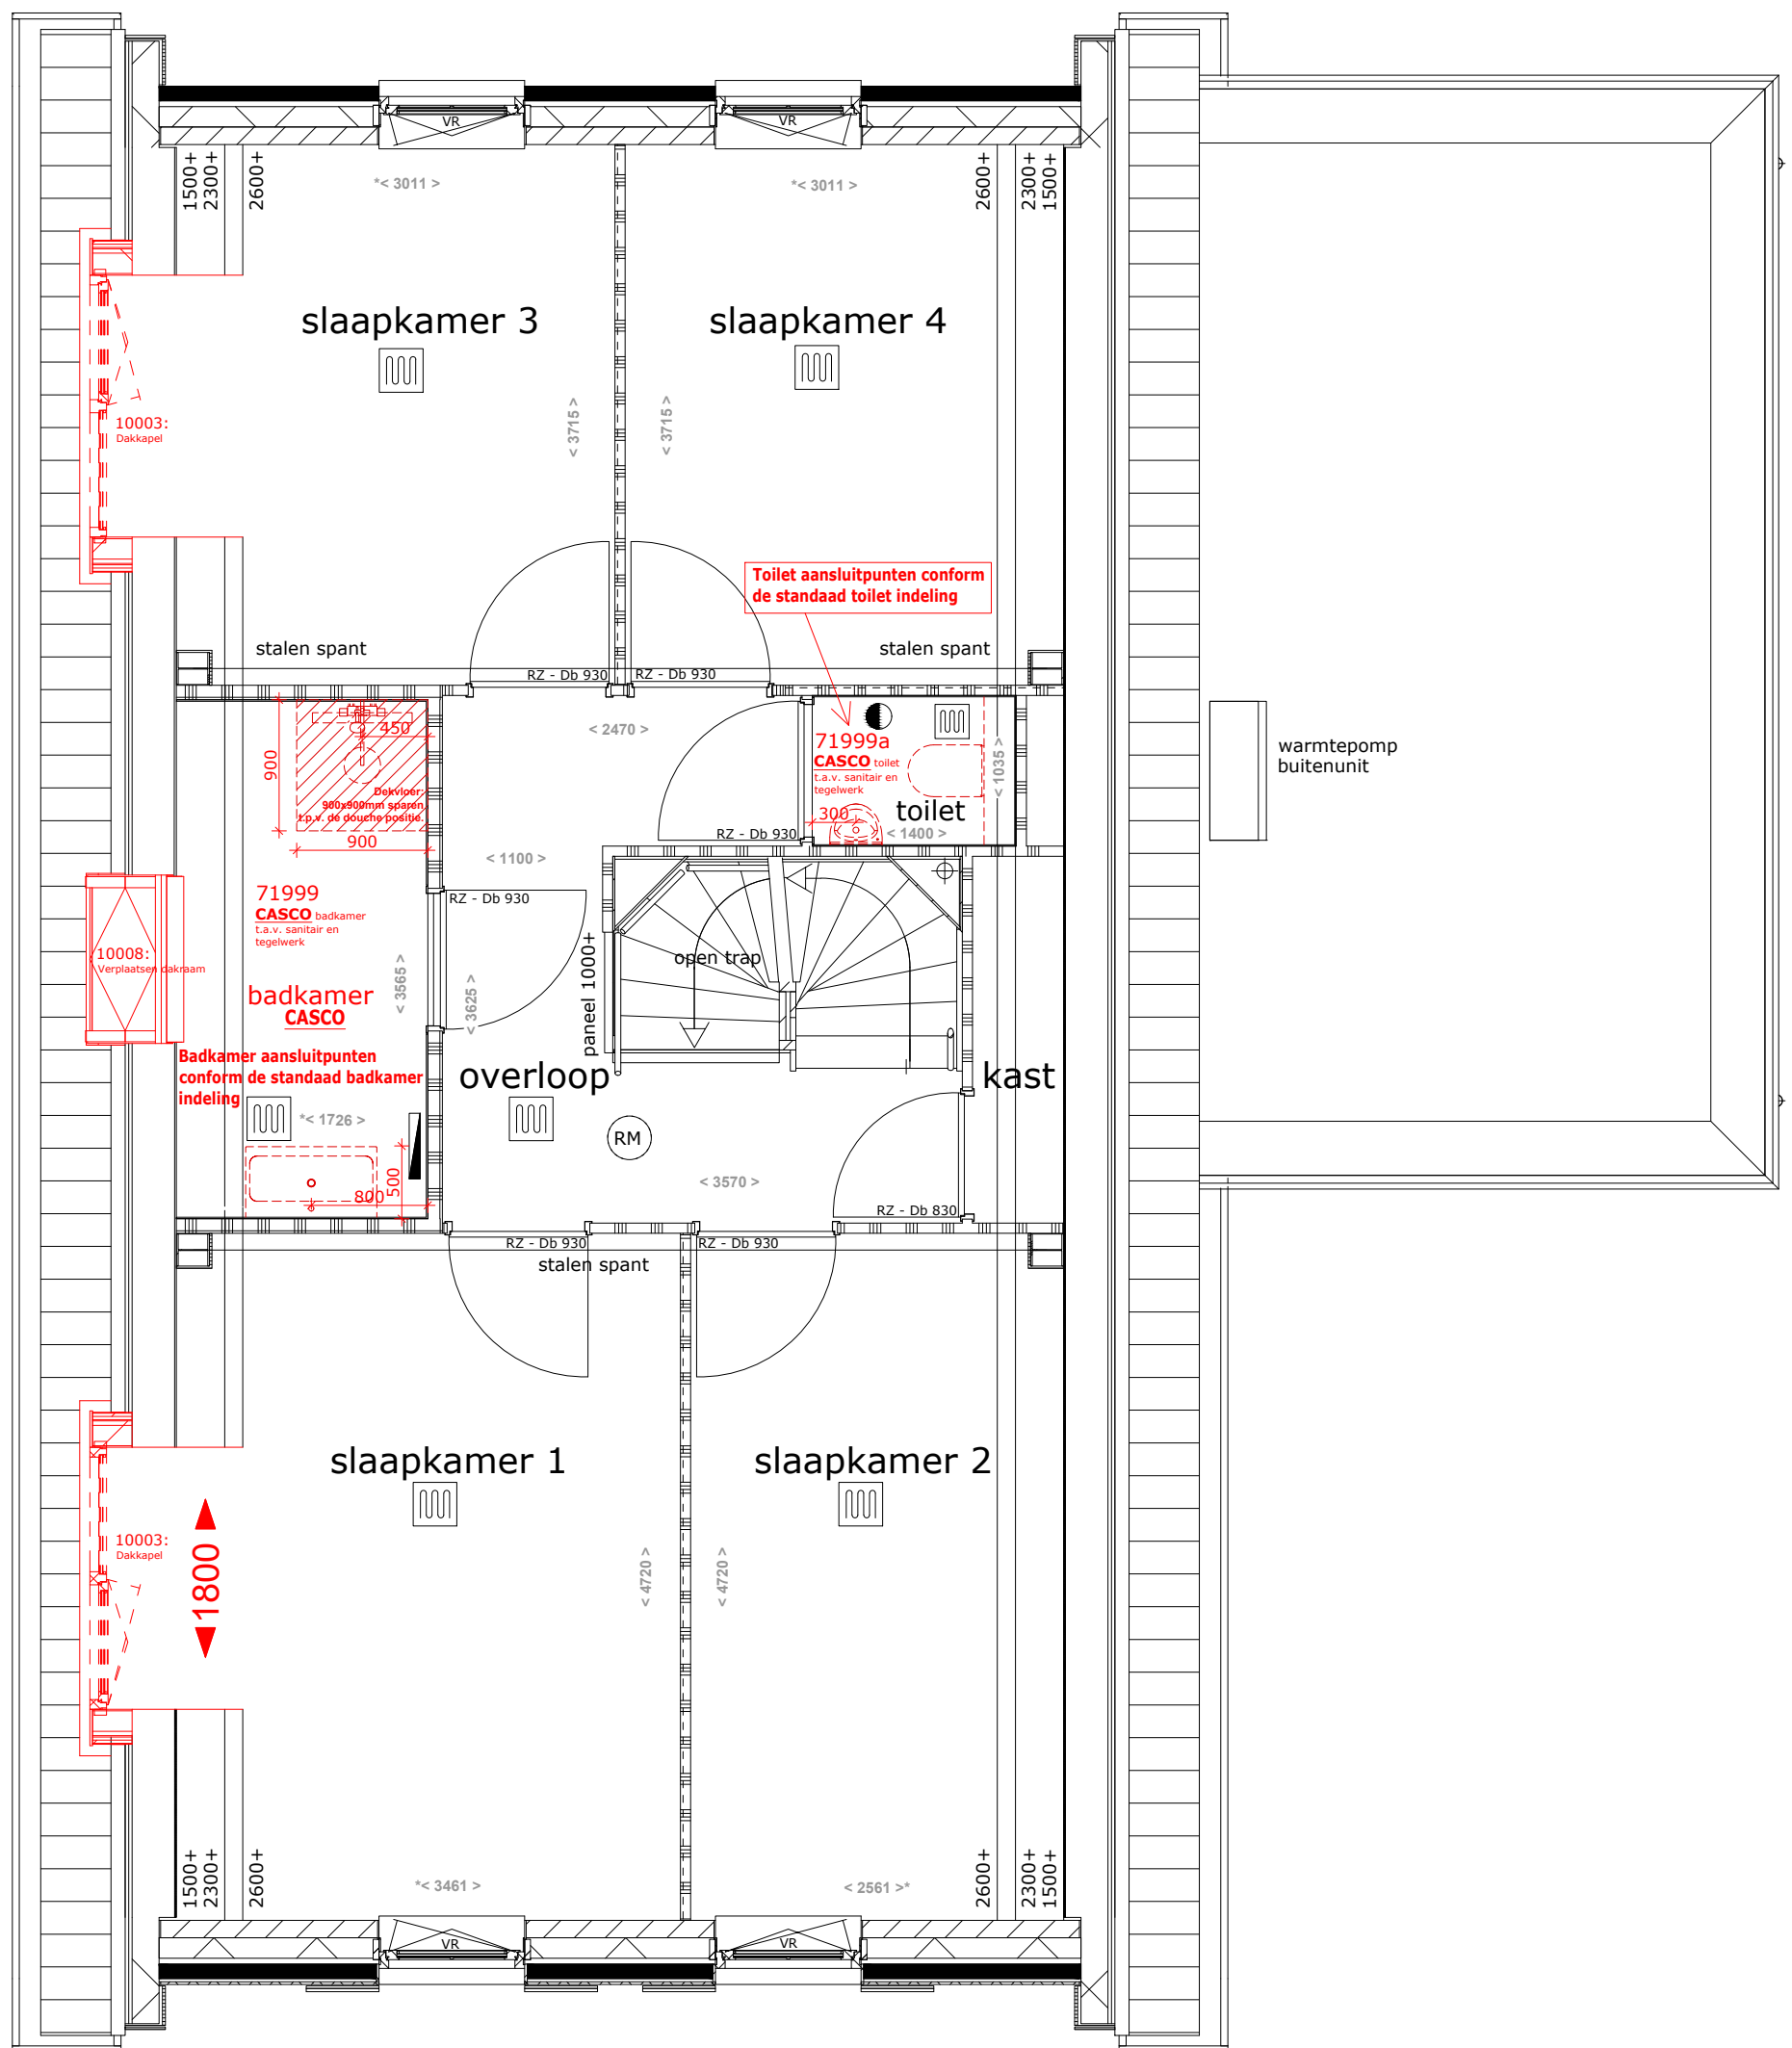 VR
VR
1500+
2300+
2600+
*< 3011 >
*< 3011 >
2600+
2300+
1500+
slaapkamer 3
slaapkamer 4
10003:
Dakkapel
< 3715 >
< 3715 >
Toilet aansluitpunten conform
de standaad toilet indeling
stalen spant
stalen spant
RZ - Db 930
RZ - Db 930
450
900
Dekvloer:
900x900mm sparen
t.p.v. de douche positie.
900
< 2470 >
71999a
CASCO toilet
t.a.v. sanitair en
tegelwerk
< 1035 >
300
toilet
< 1400 >
RZ - Db 930
warmtepomp
buitenunit
< 1100 >
71999
CASCO badkamer
t.a.v. sanitair en
tegelwerk
RZ - Db 930
10008:
Verplaatsen dakraam
< 3565 >
< 3625 >
paneel 1000+
open trap
badkamer
CASCO
Badkamer aansluitpunten
conform de standaad badkamer
indeling
overloop
kast
*< 1726 >
RM
500
800
< 3570 >
RZ - Db 830
RZ - Db 930
RZ - Db 930
stalen spant
slaapkamer 1
slaapkamer 2
10003:
Dakkapel
1800
< 4720 >
< 4720 >
1500+
2300+
2600+
*< 3461 >
< 2561 >*
2600+
2300+
1500+
VR
VR